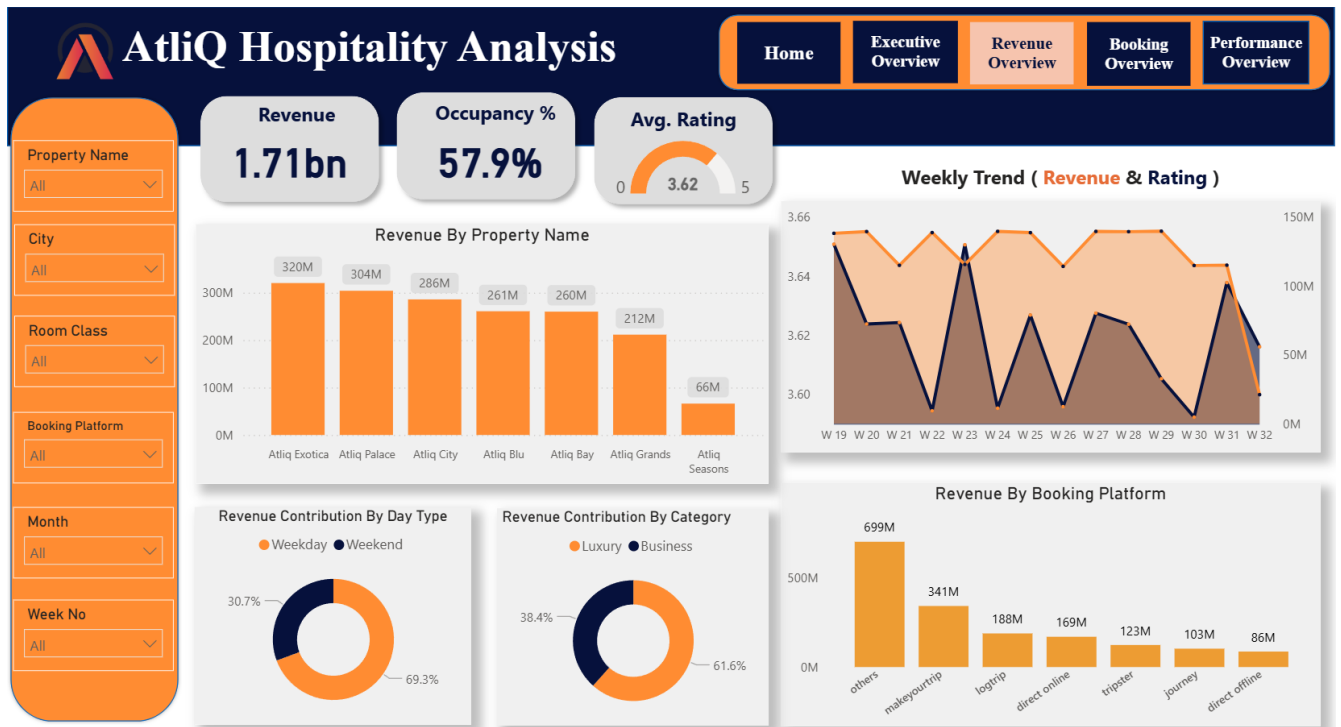 AtliQ Hospitality Analysis
Home
Executive
Overview
Revenue
Overview
Booking
Overview
Performance
Overview
Property Name
All
City
All
Room Class
All
Booking Platform
All
Month
All
Week No
All
Revenue
1.71bn
Occupancy %
57.9%
Avg. Rating
0
3.62
5
Revenue By Property Name
300M
200M
100M
0M
320M
304M
286M
261M
260M
212M
66M
Atliq Exotica
Atliq Palace
Atliq City
Atliq Blu
Atliq Bay
Atliq Grands
Atliq
Seasons
Weekly Trend ( Revenue & Rating )
3.66
3.64
3.62
3.60
150M
100M
50M
0M
W 19
W 20
W 21
W 22
W 23
W 24
W 25
W 26
W 27
W 28
W 29
W 30
W 31
W 32
Revenue Contribution By Day Type
Weekday
Weekend
30.7%
69.3%
Revenue Contribution By Category
Luxury
Business
38.4%
61.6%
Revenue By Booking Platform
500M
0M
699M
341M
188M
169M
123M
103M
86M
others
makeyourtrip
logtrip
direct online
tripster
journey
direct offline